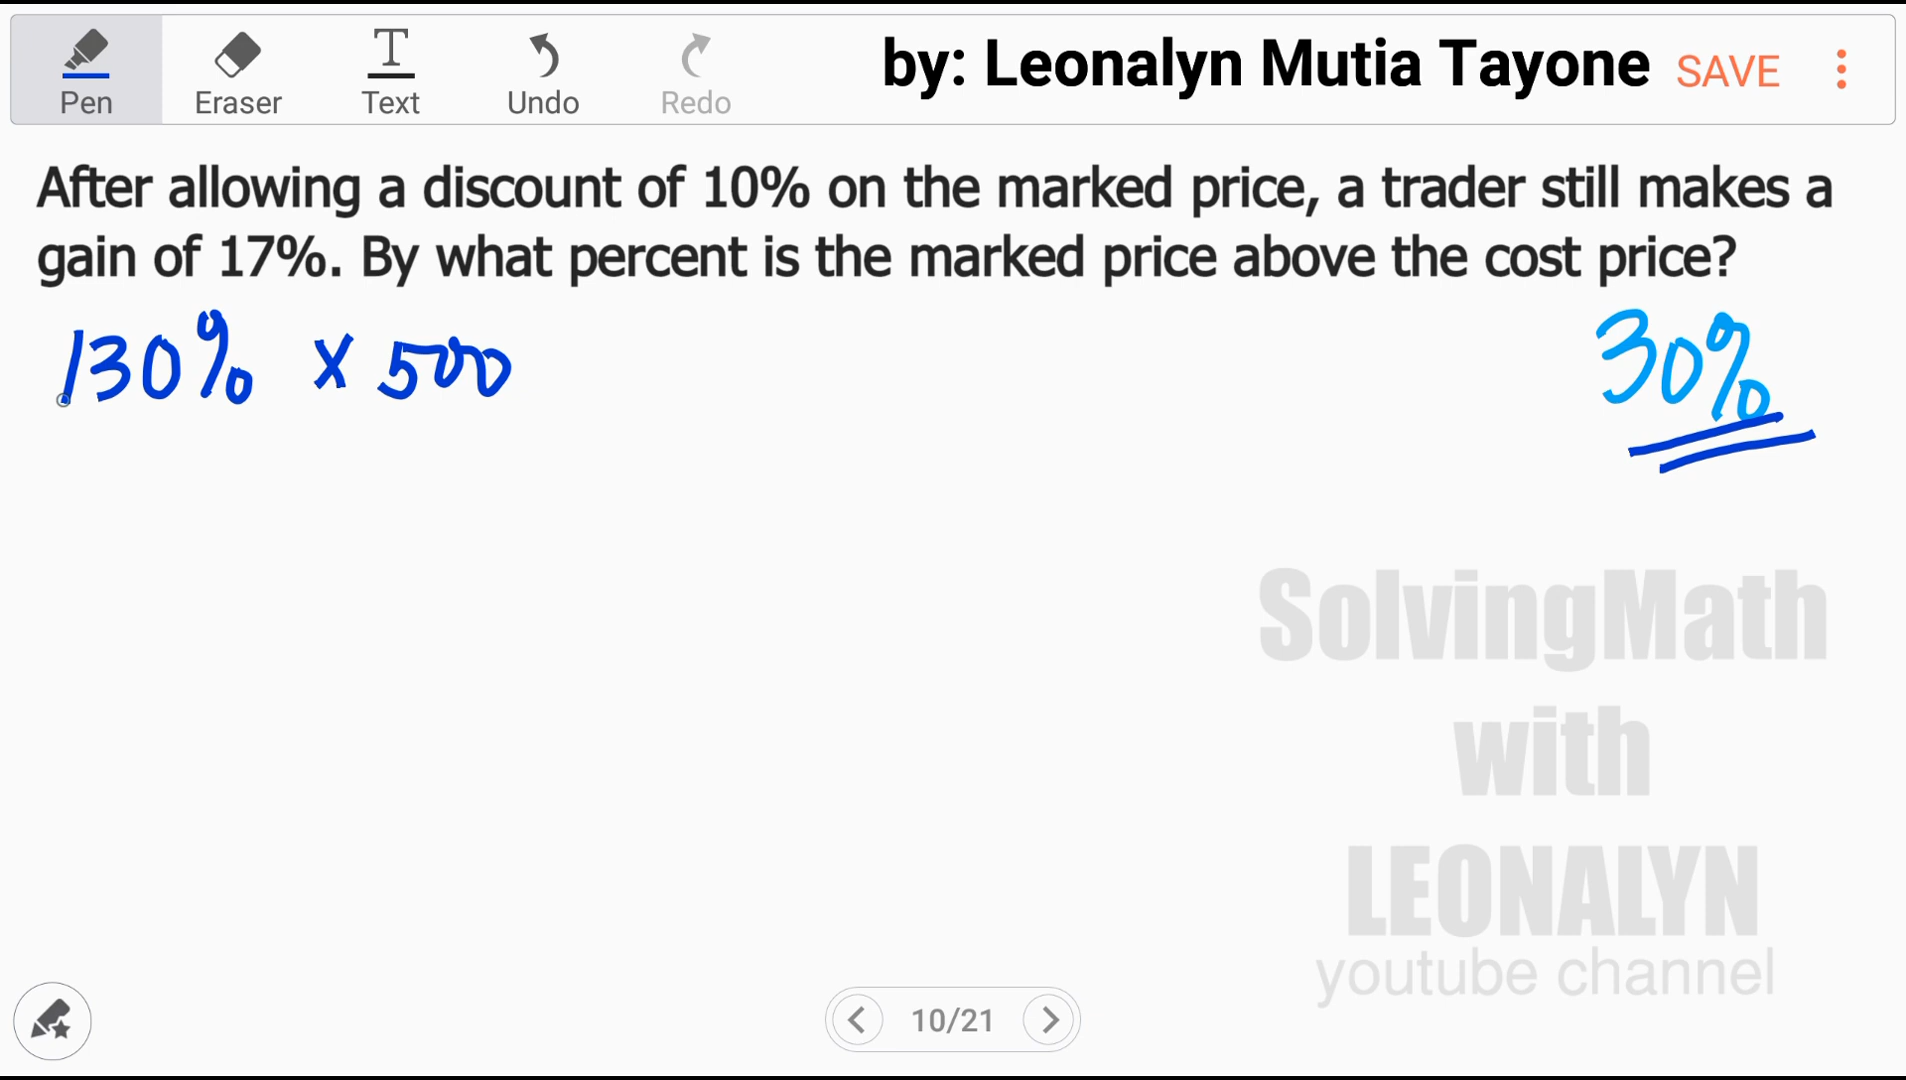 Pen Eraser Text Undo Redo by: Leonalyn Mutia Tayone SAVE
After allowing a discount of 10% on the marked price, a trader still makes a
gain of 17%. By what percent is the marked price above the cost price?
130% x 500 30%
SolvingMath
with
LEONALYN
youtube channel
10/21